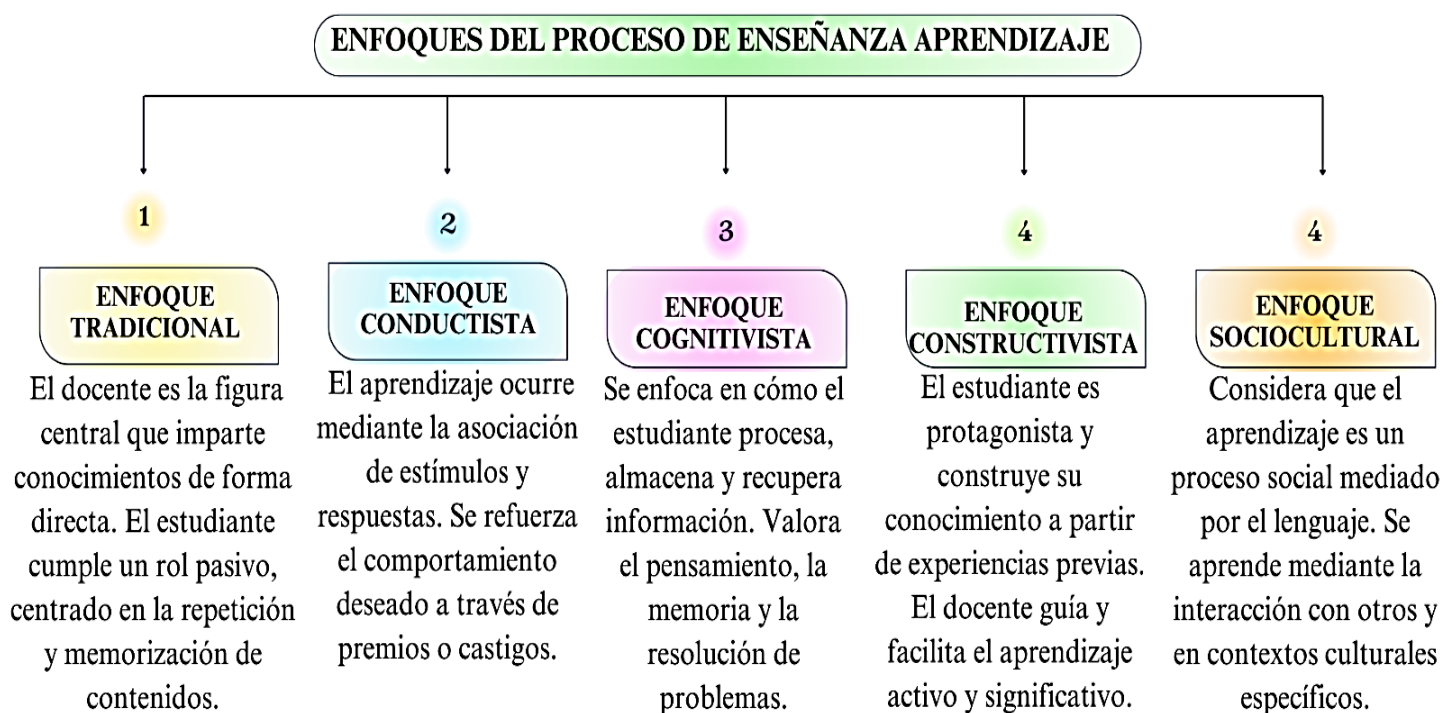 ENFOQUES DEL PROCESO DE ENSEÑANZA APRENDIZAJE
1
ENFOQUE
TRADICIONAL
El docente es la figura
central que imparte
conocimientos de forma
directa. El estudiante
cumple un rol pasivo,
centrado en la repetición
y memorización de
contenidos.
2
ENFOQUE
CONDUCTISTA
El aprendizaje ocurre
mediante la asociación
de estímulos y
respuestas. Se refuerza
el comportamiento
deseado a través de
premios o castigos.
3
ENFOQUE
COGNITIVISTA
Se enfoca en cómo el
estudiante procesa,
almacena y recupera
información. Valora
el pensamiento, la
memoria y la
resolución de
problemas.
4
ENFOQUE
CONSTRUCTIVISTA
El estudiante es
protagonista y
construye su
conocimiento a partir
de experiencias previas.
El docente guía y
facilita el aprendizaje
activo y significativo.
4
ENFOQUE
SOCIOCULTURAL
Considera que el
aprendizaje es un
proceso social mediado
por el lenguaje. Se
aprende mediante la
interacción con otros y
en contextos culturales
específicos.